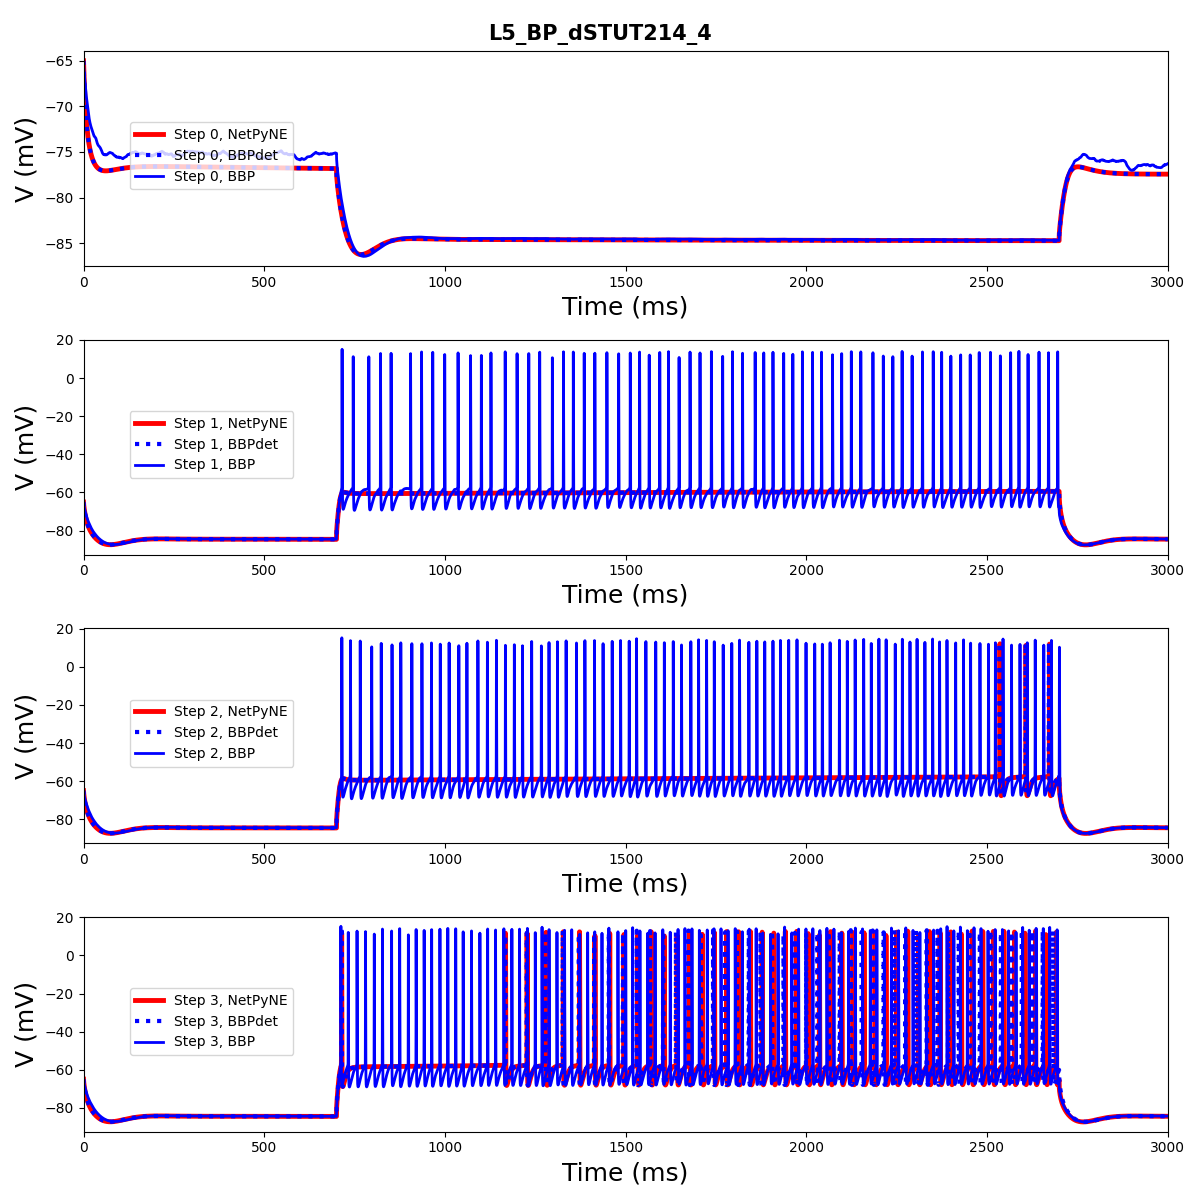 L5_BP_dSTUT214_4
−65
−70
−75
−80
−85
V (mV)
Step 0, NetPyNE
Step 0, BBPdet
Step 0, BBP
0 500 1000 1500 2000 2500 3000
Time (ms)
20
0
−20
−40
−60
−80
V (mV)
Step 1, NetPyNE
Step 1, BBPdet
Step 1, BBP
0 500 1000 1500 2000 2500 3000
Time (ms)
20
0
−20
−40
−60
−80
V (mV)
Step 2, NetPyNE
Step 2, BBPdet
Step 2, BBP
0 500 1000 1500 2000 2500 3000
Time (ms)
20
0
−20
−40
−60
−80
V (mV)
Step 3, NetPyNE
Step 3, BBPdet
Step 3, BBP
0 500 1000 1500 2000 2500 3000
Time (ms)